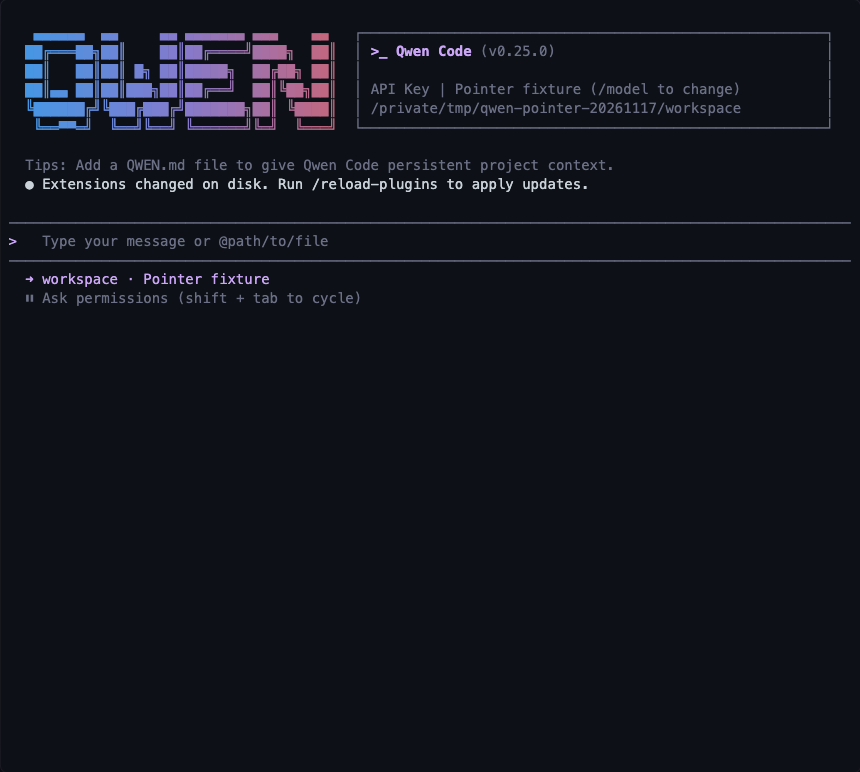 QWEN
>_ Qwen Code (v0.25.0)
API Key | Pointer fixture (/model to change)
/private/tmp/qwen-pointer-20261117/workspace
Tips: Add a QWEN.md file to give Qwen Code persistent project context.
● Extensions changed on disk. Run /reload-plugins to apply updates.
> Type your message or @path/to/file
→ workspace · Pointer fixture
⏸ Ask permissions (shift + tab to cycle)